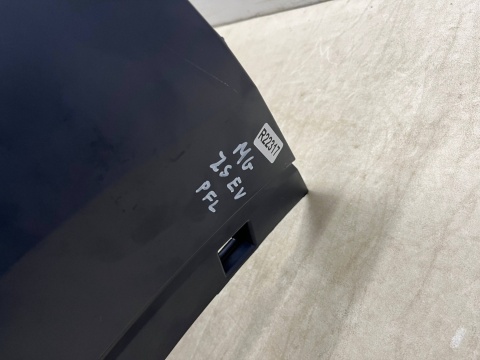 R22317
MG
ZS EV
PFL